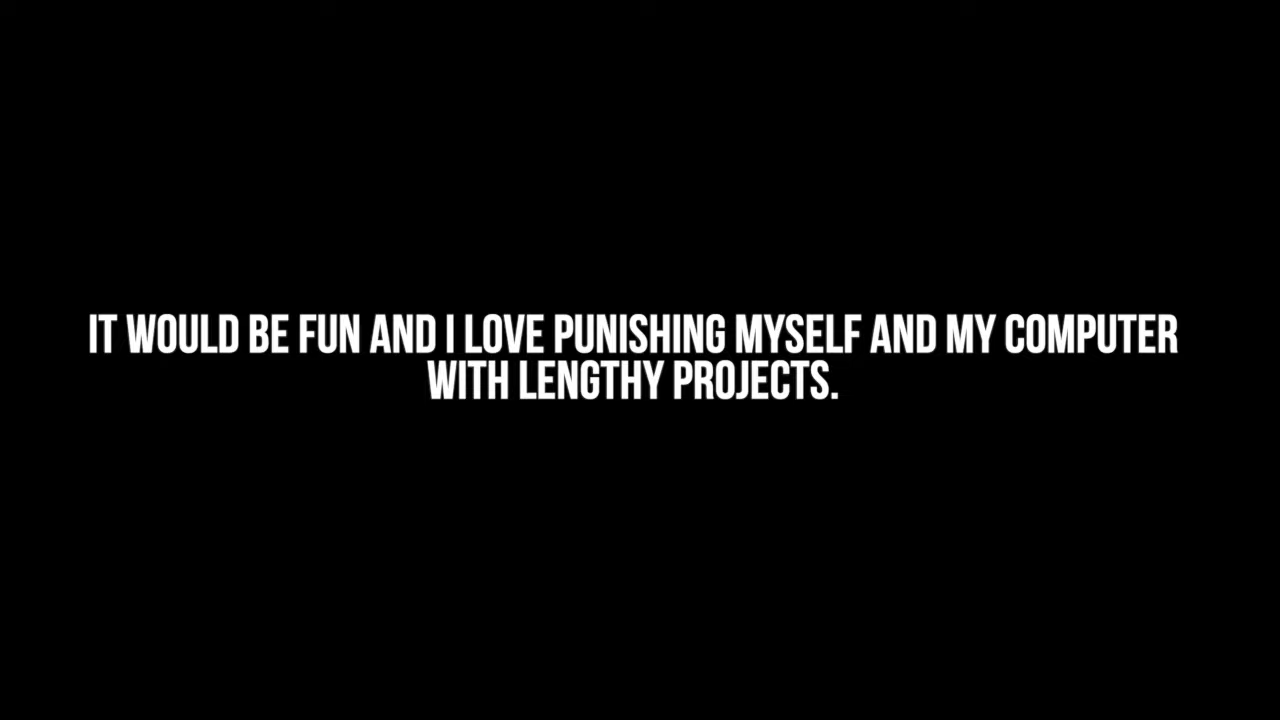 IT WOULD BE FUN AND I LOVE PUNISHING MYSELF AND MY COMPUTER
WITH LENGTHY PROJECTS.